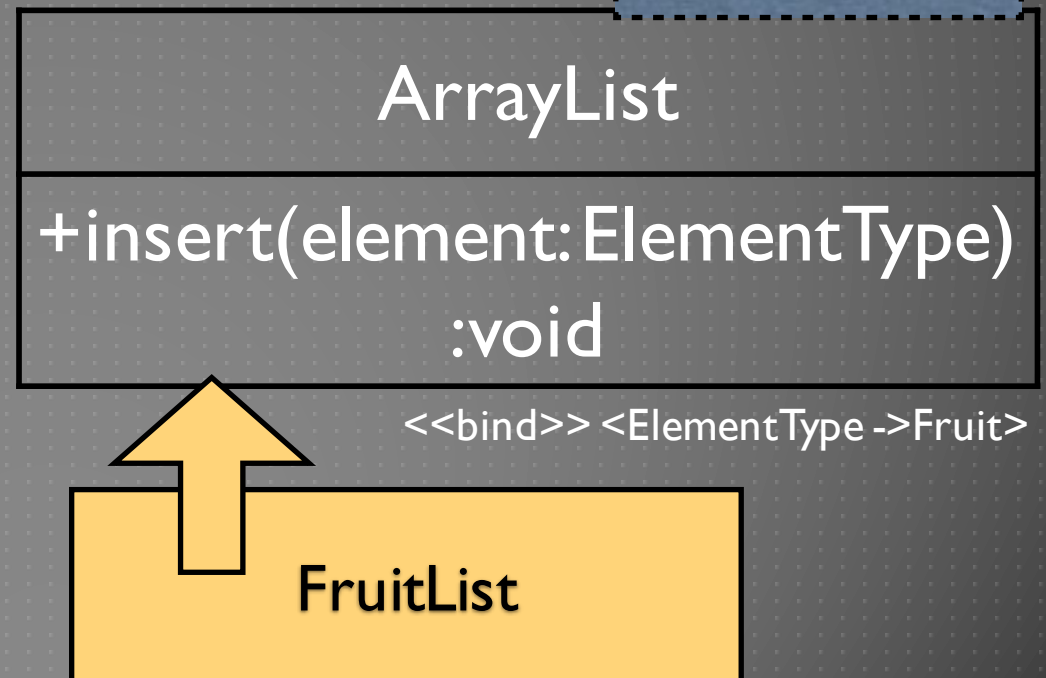 ArrayList
+insert(element:ElementType)
:void
<<bind>> <ElementType ->Fruit>
FruitList